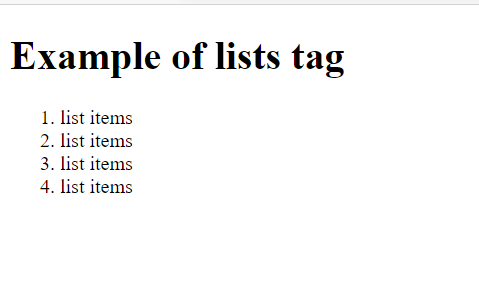 Example of lists tag
1. list items
2. list items
3. list items
4. list items